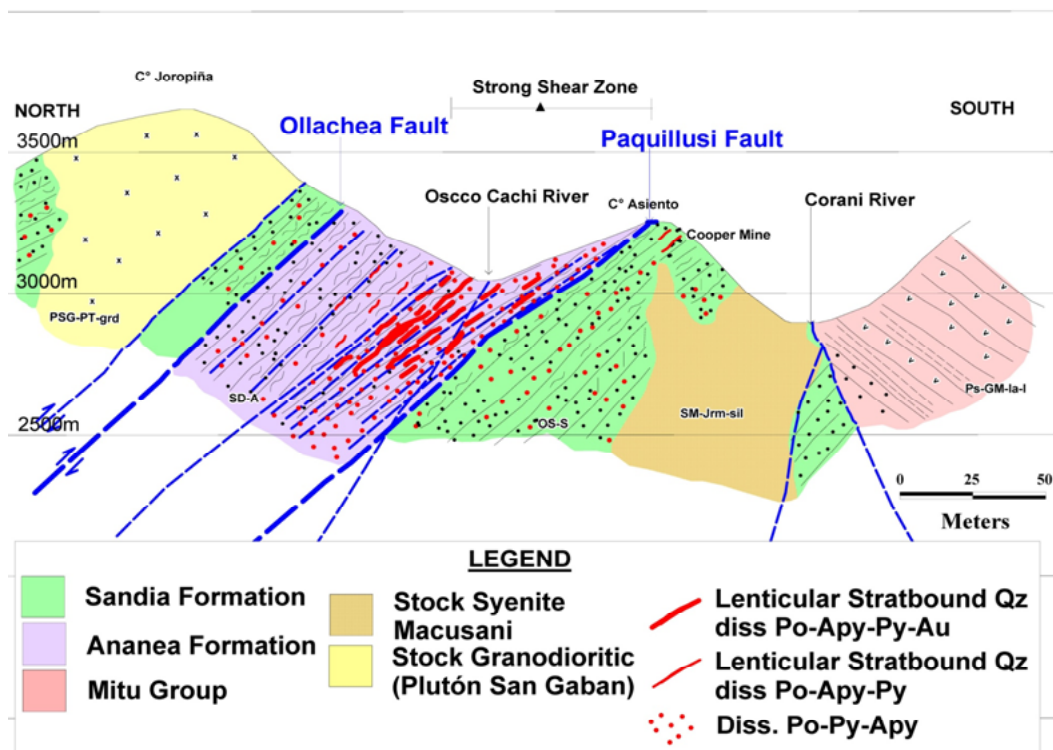 C° Joropiña
Strong Shear Zone
NORTH
SOUTH
Ollachea Fault
Paquillusi Fault
3500m
Oscco Cachi River
C° Asiento
Corani River
Cooper Mine
3000m
PSG-PT-grd
SD-A
OS-S
SM-Jrm-sil
Ps-GM-la-l
2500m
0 25 50
Meters
LEGEND
Sandia Formation
Ananea Formation
Mitu Group
Stock Syenite
Macusani
Stock Granodioritic
(Plutón San Gaban)
Lenticular Stratbound Qz
diss Po-Apy-Py-Au
Lenticular Stratbound Qz
diss Po-Apy-Py
Diss. Po-Py-Apy